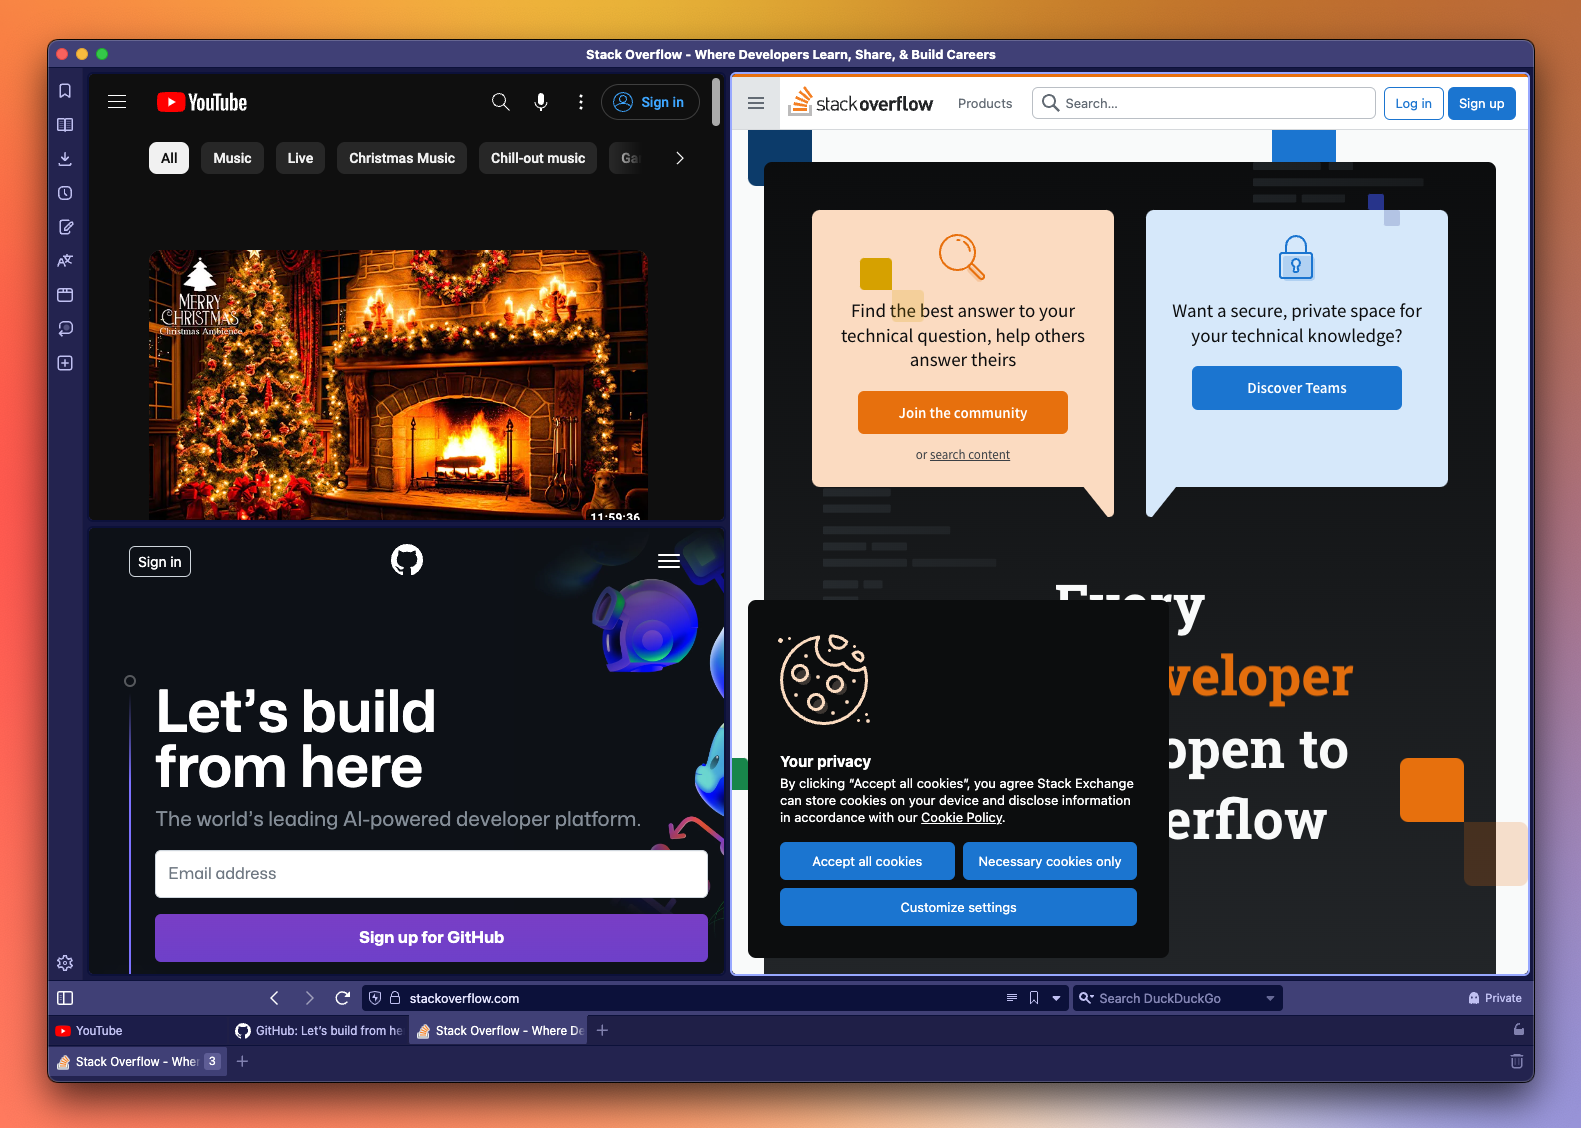 Stack Overflow - Where Developers Learn, Share, & Build Careers
YouTube
Sign in
All
Music
Live
Christmas Music
Chill-out music
MERRY
CHRISTMAS
Christmas Ambience
11:59:36
Sign in
Let's build
from here
The world's leading AI-powered developer platform.
Email address
Sign up for GitHub
stackoverflow
Products
Search...
Log in
Sign up
Find the best answer to your
technical question, help others
answer theirs
Join the community
or search content
Want a secure, private space for
your technical knowledge?
Discover Teams
Every
veloper
open to
erflow
Your privacy
By clicking "Accept all cookies", you agree Stack Exchange
can store cookies on your device and disclose information
in accordance with our Cookie Policy.
Accept all cookies
Necessary cookies only
Customize settings
stackoverflow.com
Search DuckDuckGo
Private
YouTube
GitHub: Let's build from he
Stack Overflow - Where De
Stack Overflow - Wher
3